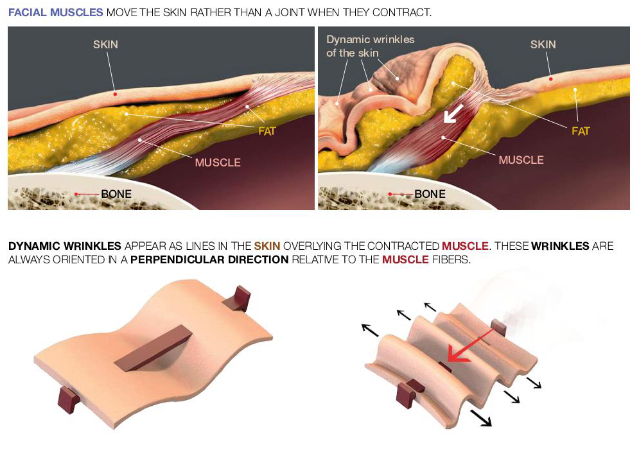 FACIAL MUSCLES MOVE THE SKIN RATHER THAN A JOINT WHEN THEY CONTRACT.
SKIN
FAT
MUSCLE
BONE
Dynamic wrinkles
of the skin
SKIN
FAT
MUSCLE
BONE
DYNAMIC WRINKLES APPEAR AS LINES IN THE SKIN OVERLYING THE CONTRACTED MUSCLE. THESE WRINKLES ARE
ALWAYS ORIENTED IN A PERPENDICULAR DIRECTION RELATIVE TO THE MUSCLE FIBERS.